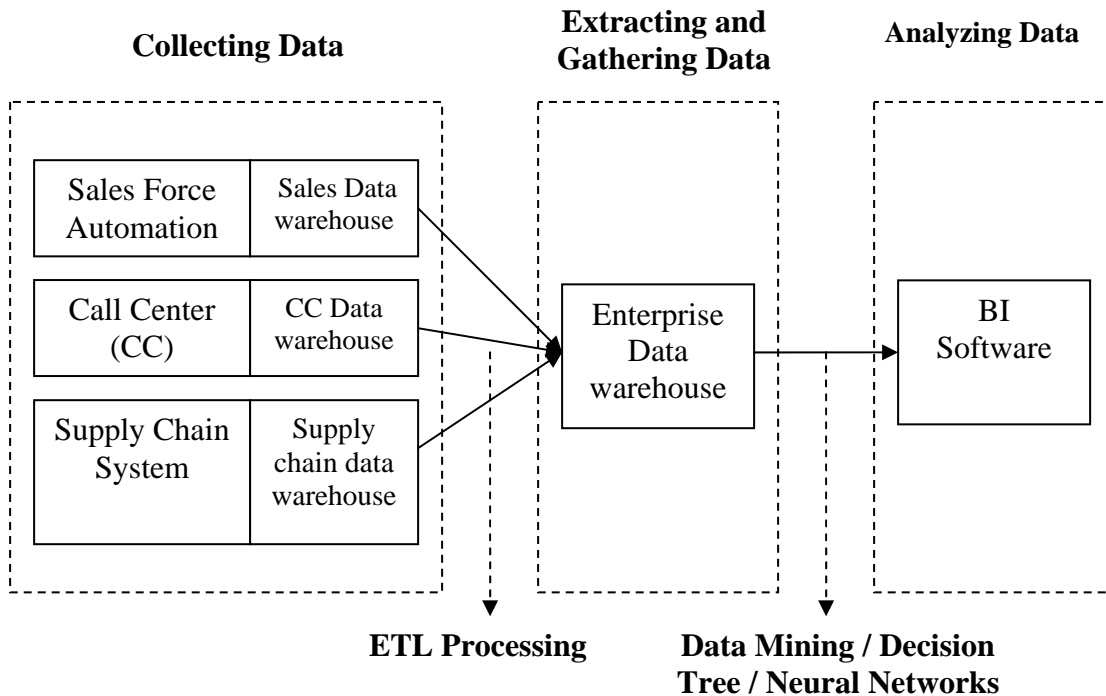 Collecting Data
Extracting and
Gathering Data
Analyzing Data
Sales Force
Automation
Sales Data
warehouse
Call Center
(CC)
CC Data
warehouse
Supply Chain
System
Supply
chain data
warehouse
Enterprise
Data
warehouse
BI
Software
ETL Processing
Data Mining / Decision
Tree / Neural Networks